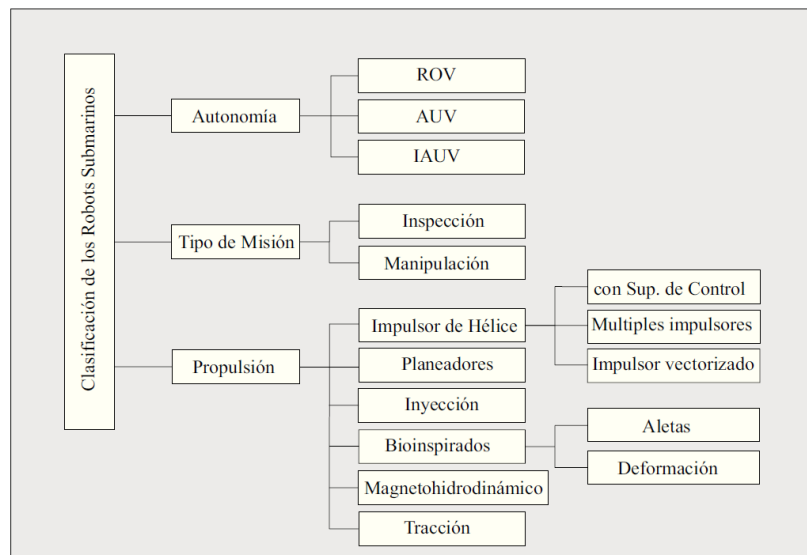 Clasificación de los Robots Submarinos
Autonomía
ROV
AUV
IAUV
Tipo de Misión
Inspección
Manipulación
Propulsión
Impulsor de Hélice
con Sup. de Control
Multiples impulsores
Impulsor vectorizado
Planeadores
Inyección
Bioinspirados
Aletas
Deformación
Magnetohidrodinámico
Tracción